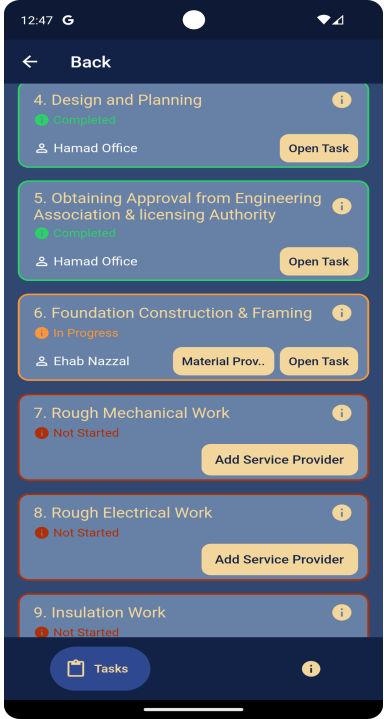 12:47 G
Back
4. Design and Planning
Completed
Hamad Office
Open Task
5. Obtaining Approval from Engineering
Association & licensing Authority
Completed
Hamad Office
Open Task
6. Foundation Construction & Framing
In Progress
Ehab Nazzal
Material Prov..
Open Task
7. Rough Mechanical Work
Not Started
Add Service Provider
8. Rough Electrical Work
Not Started
Add Service Provider
9. Insulation Work
Not Started
Tasks